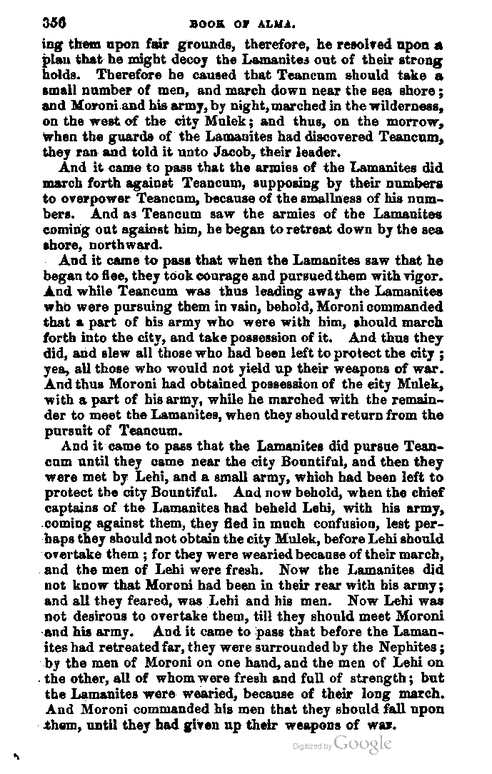 356 BOOK OF ALMA.
ing them upon fair grounds, therefore, he resolved upon a
plan that he might decoy the Lamanites out of their strong
holds. Therefore he caused that Teancum should take a
small number of men, and march down near the sea shore;
and Moroni and his army, by night, marched in the wilderness,
on the west of the city Mulek; and thus, on the morrow,
when the guards of the Lamanites had discovered Teancum,
they ran and told it unto Jacob, their leader.
And it came to pass that the armies of the Lamanites did
march forth against Teancum, supposing by their numbers
to overpower Teancum, because of the smallness of his num-
bers. And as Teancum saw the armies of the Lamanites
coming out against him, he began to retreat down by the sea
shore, northward.
And it came to pass that when the Lamanites saw that he
began to flee, they took courage and pursued them with vigor.
And while Teancum was thus leading away the Lamanites
who were pursuing them in vain, behold, Moroni commanded
that a part of his army who were with him, should march
forth into the city, and take possession of it. And thus they
did, and slew all those who had been left to protect the city;
yea, all those who would not yield up their weapons of war.
And thus Moroni had obtained possession of the city Mulek,
with a part of his army, while he marched with the remain-
der to meet the Lamanites, when they should return from the
pursuit of Teancum.
And it came to pass that the Lamanites did pursue Tean-
cum until they came near the city Bountiful, and then they
were met by Lehi, and a small army, which had been left to
protect the city Bountiful. And now behold, when the chief
captains of the Lamanites had beheld Lehi, with his army,
coming against them, they fled in much confusion, lest per-
haps they should not obtain the city Mulek, before Lehi should
overtake them; for they were wearied because of their march,
and the men of Lehi were fresh. Now the Lamanites did
not know that Moroni had been in their rear with his army;
and all they feared, was Lehi and his men. Now Lehi was
not desirous to overtake them, till they should meet Moroni
and his army. And it came to pass that before the Laman-
ites had retreated far, they were surrounded by the Nephites;
by the men of Moroni on one hand, and the men of Lehi on
the other, all of whom were fresh and full of strength; but
the Lamanites were wearied, because of their long march.
And Moroni commanded his men that they should fall upon
them, until they had given up their weapons of war.
Digitized by Google